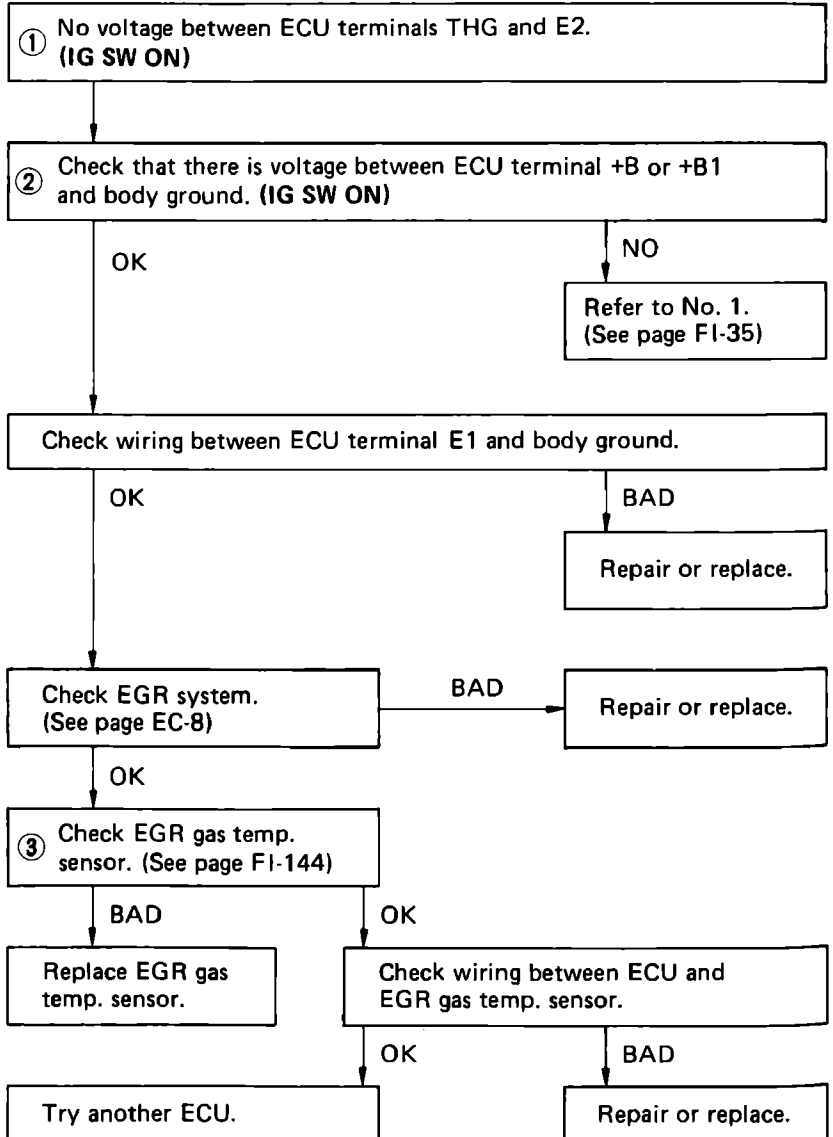 ① No voltage between ECU terminals THG and E2.
(IG SW ON)
② Check that there is voltage between ECU terminal +B or +B1
and body ground. (IG SW ON)
OK
NO
Refer to No. 1.
(See page FI-35)
Check wiring between ECU terminal E1 and body ground.
OK
BAD
Repair or replace.
Check EGR system.
(See page EC-8)
BAD
Repair or replace.
OK
③ Check EGR gas temp.
sensor. (See page FI-144)
BAD
OK
Replace EGR gas
temp. sensor.
Check wiring between ECU and
EGR gas temp. sensor.
OK
BAD
Try another ECU.
Repair or replace.